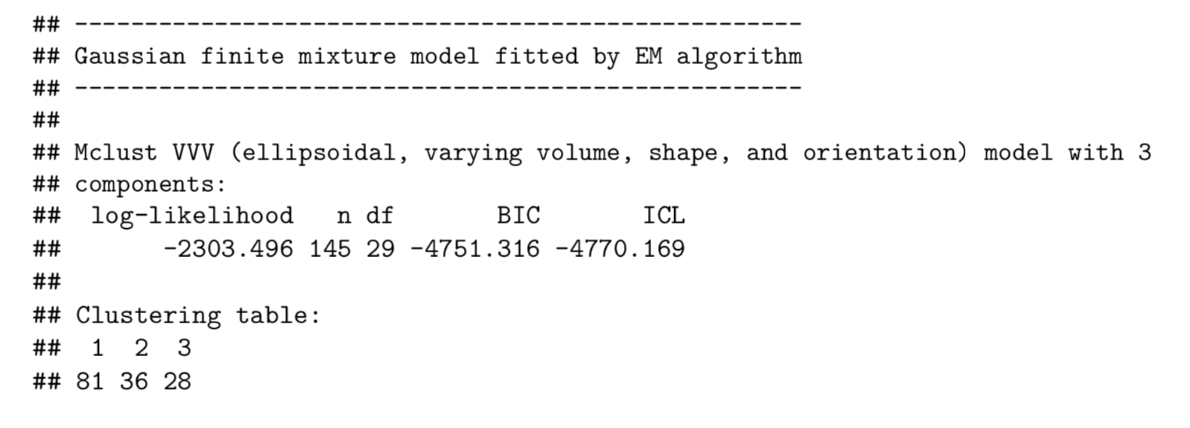 ## ----------------------------------------------------
## Gaussian finite mixture model fitted by EM algorithm
## ----------------------------------------------------
##
## Mclust VVV (ellipsoidal, varying volume, shape, and orientation) model with 3
## components:
##  log-likelihood   n df       BIC       ICL
##       -2303.496 145 29 -4751.316 -4770.169
##
## Clustering table:
##  1  2  3
## 81 36 28